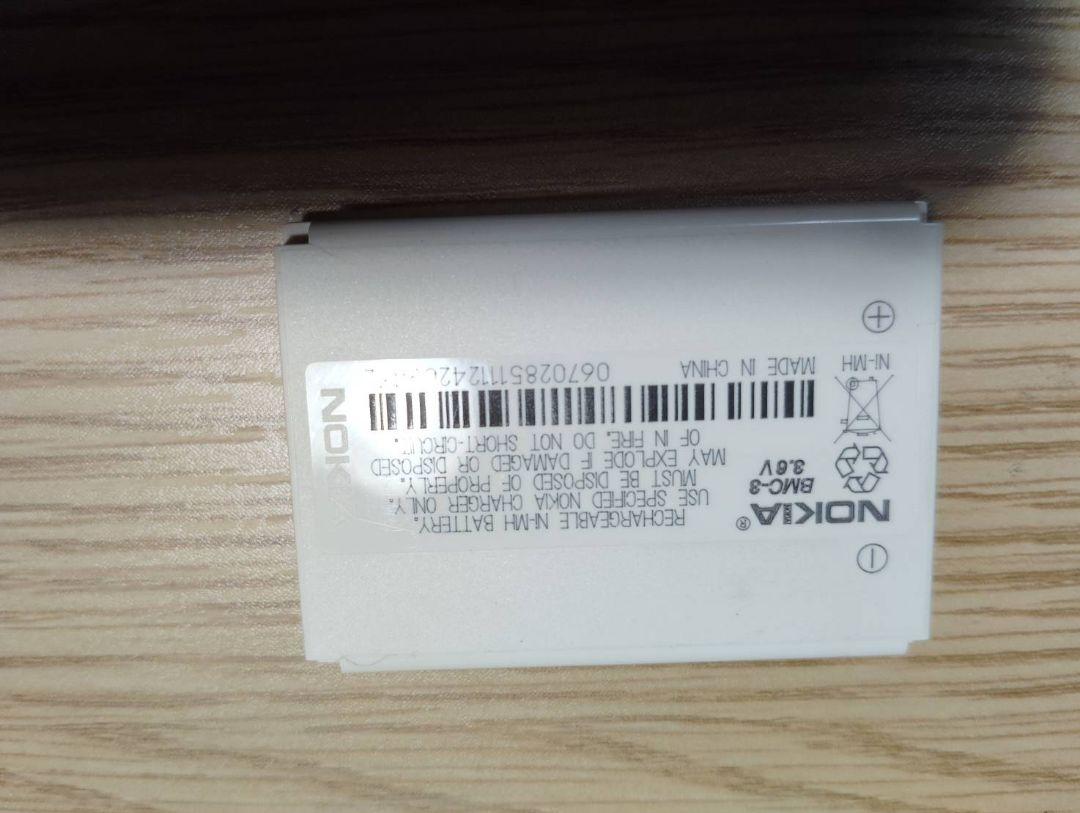 NOKIA®
BMC-3
3.6 V
NI-MH
RECHARGEABLE NI-MH BATTERY.
USE SPECIFIED NOKIA CHARGER ONLY.
MUST BE DISPOSED OF PROPERLY.
MAY EXPLODE IF DAMAGED OR DISPOSED
OF IN FIRE. DO NOT SHORT-CIRCUIT.
MADE IN CHINA
NOKIA